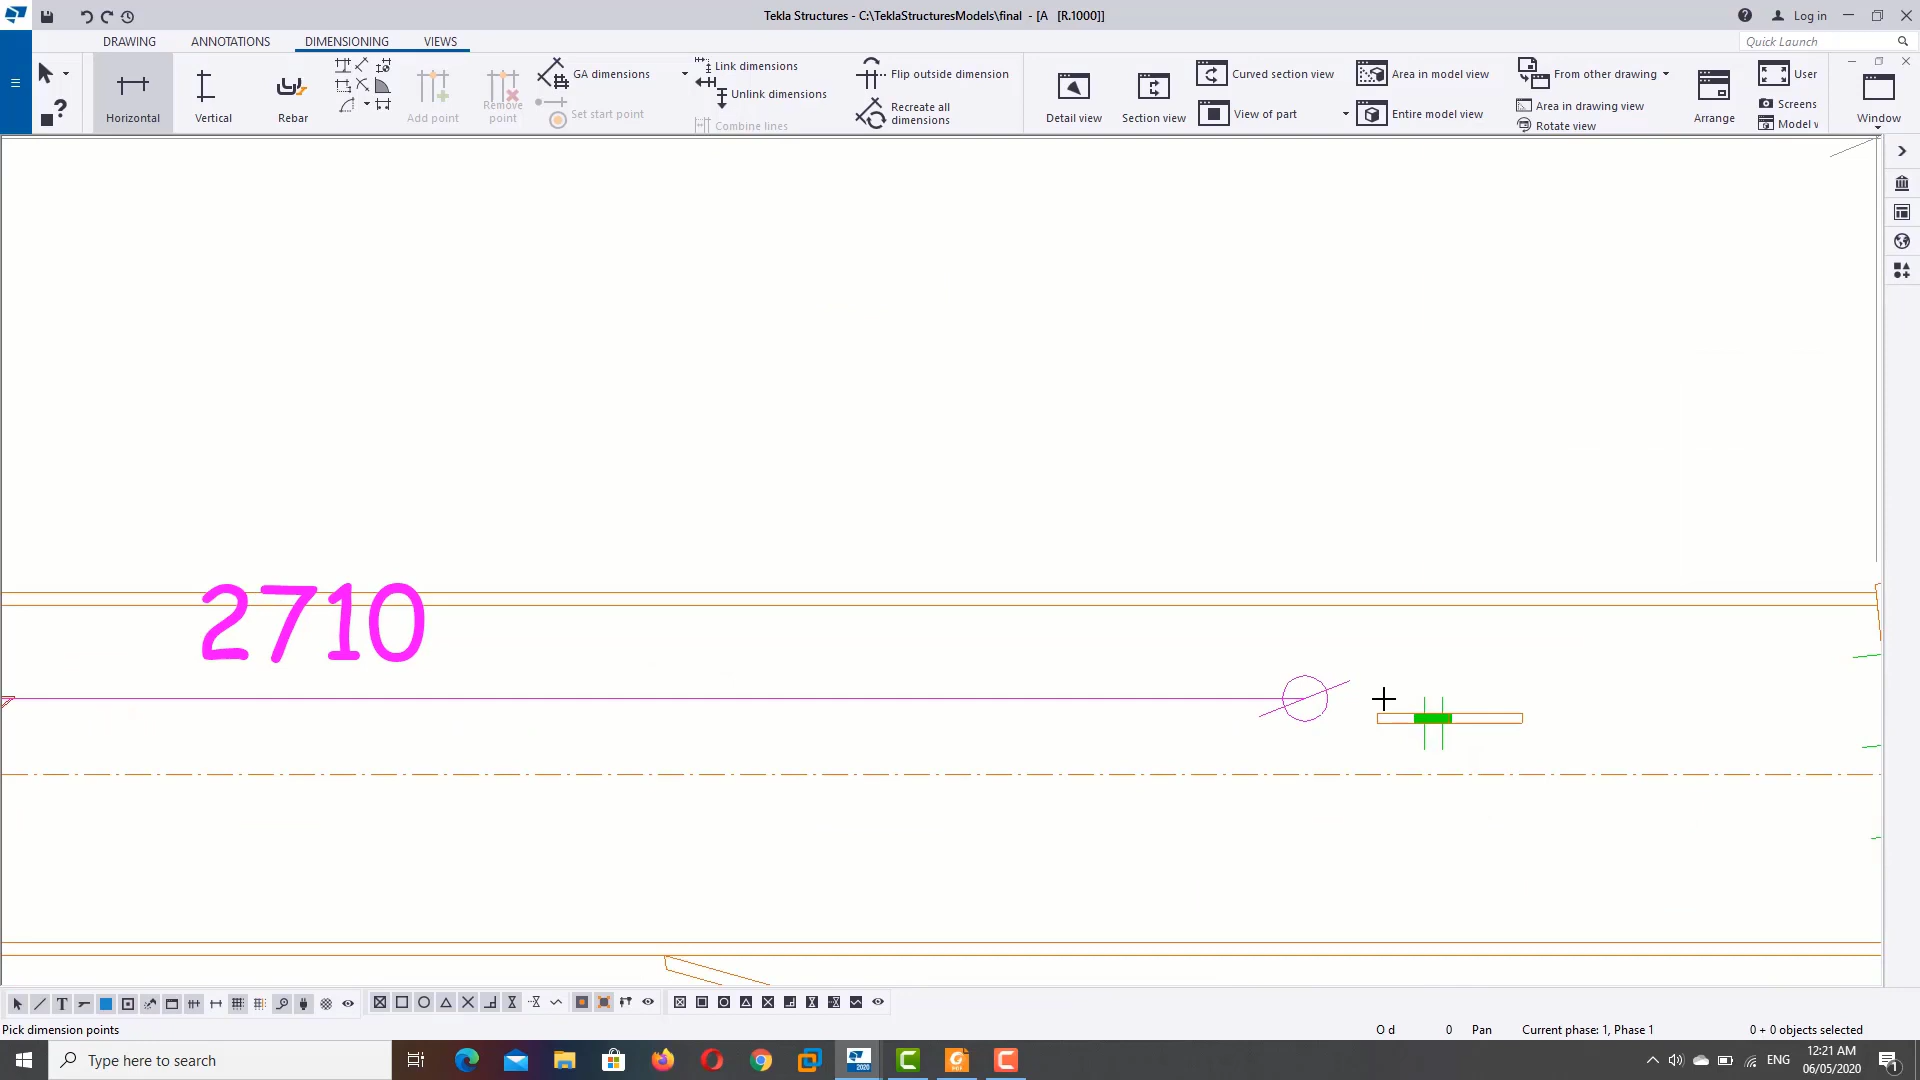 Tekla Structures - C:\TeklaStructuresModels\final - [A [R.1000]]
Log in
DRAWING
ANNOTATIONS
DIMENSIONING
VIEWS
Quick Launch
Horizontal
Vertical
Rebar
Add point
Remove point
GA dimensions
Set start point
Link dimensions
Unlink dimensions
Combine lines
Flip outside dimension
Recreate all dimensions
Detail view
Section view
Curved section view
View of part
Area in model view
Entire model view
From other drawing
Area in drawing view
Rotate view
Arrange
User
Screens
Model v
Window
2710
Pick dimension points
O d
0
Pan
Current phase: 1, Phase 1
0 + 0 objects selected
Type here to search
2020
ENG
12:21 AM
06/05/2020
1